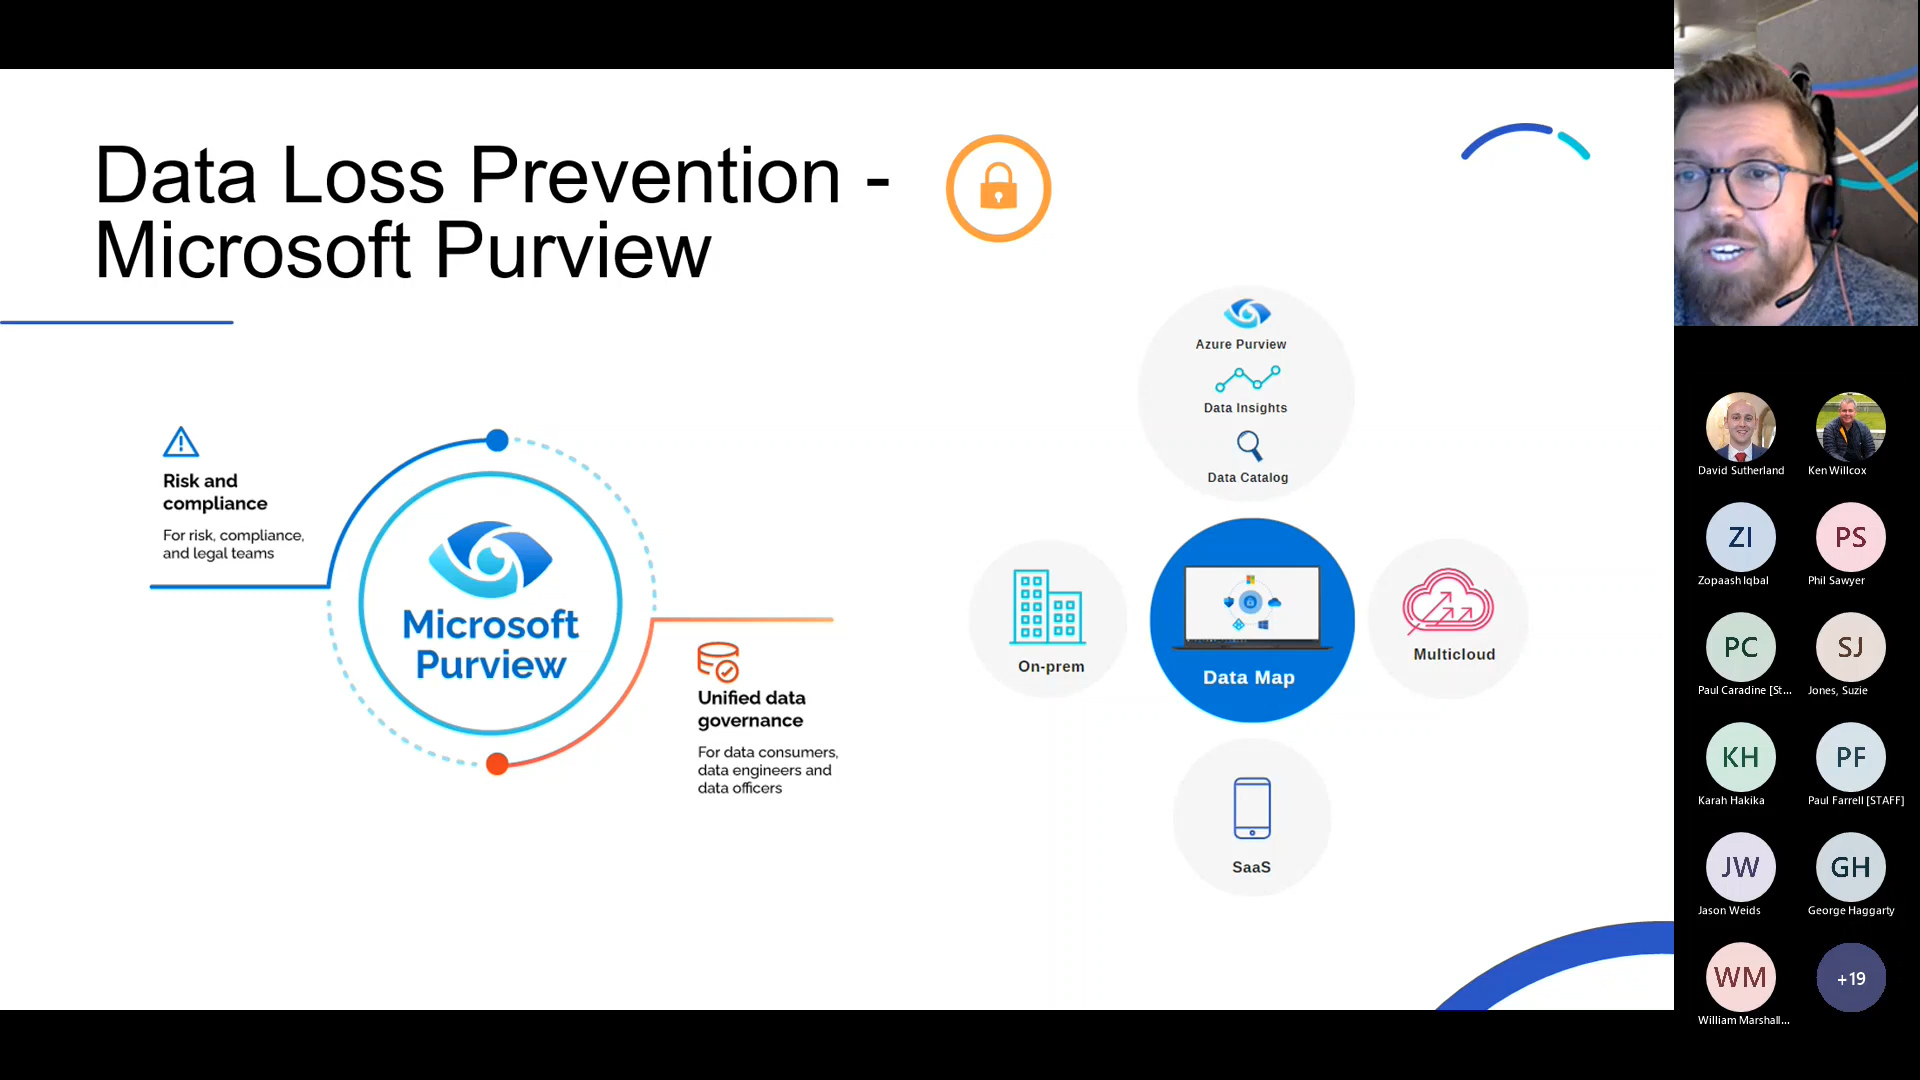 Data Loss Prevention -
Microsoft Purview
Risk and
compliance
For risk, compliance,
and legal teams
Microsoft
Purview
Unified data
governance
For data consumers,
data engineers and
data officers
Azure Purview
Data Insights
Data Catalog
On-prem
Data Map
Multicloud
SaaS
David Sutherland
Ken Willcox
ZI
PS
Zopaash Iqbal
Phil Sawyer
PC
SJ
Paul Caradine [St...
Jones, Suzie
KH
PF
Karah Hakika
Paul Farrell [STAFF]
JW
GH
Jason Weids
George Haggarty
WM
+19
William Marshall...